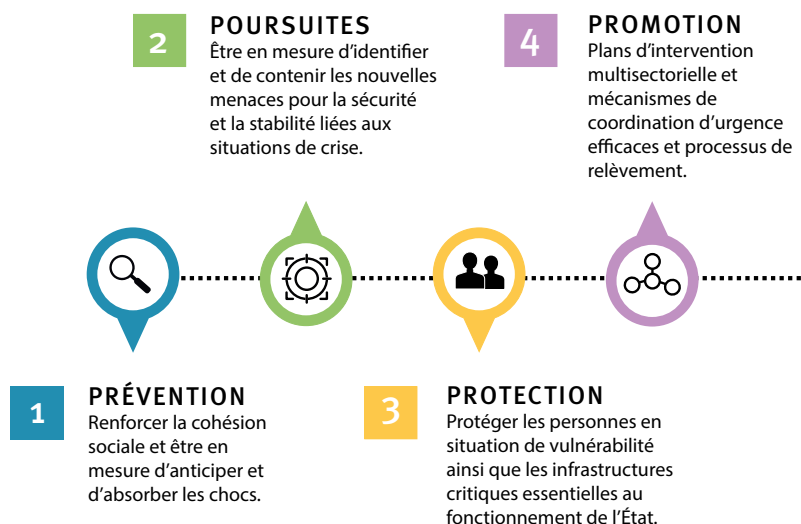 1
PRÉVENTION
Renforcer la cohésion
sociale et être en
mesure d’anticiper et
d’absorber les chocs.
2
POURSUITES
Être en mesure d’identifier
et de contenir les nouvelles
menaces pour la sécurité
et la stabilité liées aux
situations de crise.
3
PROTECTION
Protéger les personnes en
situation de vulnérabilité
ainsi que les infrastructures
critiques essentielles au
fonctionnement de l’État.
4
PROMOTION
Plans d’intervention
multisectorielle et
mécanismes de
coordination d’urgence
efficaces et processus de
relèvement.